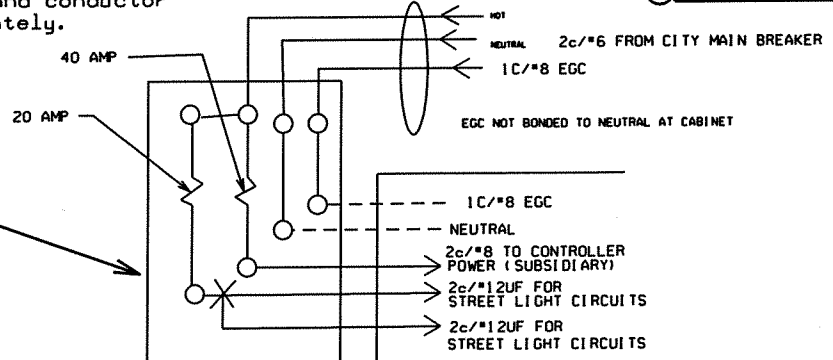 and conductor
tely.
HOT
NEUTRAL 2c/#6 FROM CITY MAIN BREAKER
40 AMP
1C/#8 EGC
20 AMP
EGC NOT BONDED TO NEUTRAL AT CABINET
1C/#8 EGC
NEUTRAL
2c/#8 TO CONTROLLER
POWER (SUBSIDIARY)
2c/#12UF FOR
STREET LIGHT CIRCUITS
2c/#12UF FOR
STREET LIGHT CIRCUITS